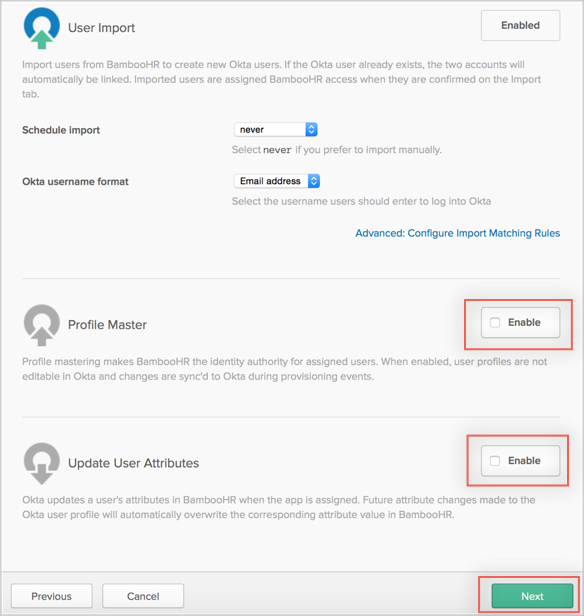 User Import
Enabled
Import users from BambooHR to create new Okta users. If the Okta user already exists, the two accounts will
automatically be linked. Imported users are assigned BambooHR access when they are confirmed on the Import
tab.
Schedule import
never
Select never if you prefer to import manually.
Okta username format
Email address
Select the username users should enter to log into Okta
Advanced: Configure Import Matching Rules
Profile Master
Enable
Profile mastering makes BambooHR the identity authority for assigned users. When enabled, user profiles are not
editable in Okta and changes are sync'd to Okta during provisioning events.
Update User Attributes
Enable
Okta updates a user's attributes in BambooHR when the app is assigned. Future attribute changes made to the
Okta user profile will automatically overwrite the corresponding attribute value in BambooHR.
Previous
Cancel
Next